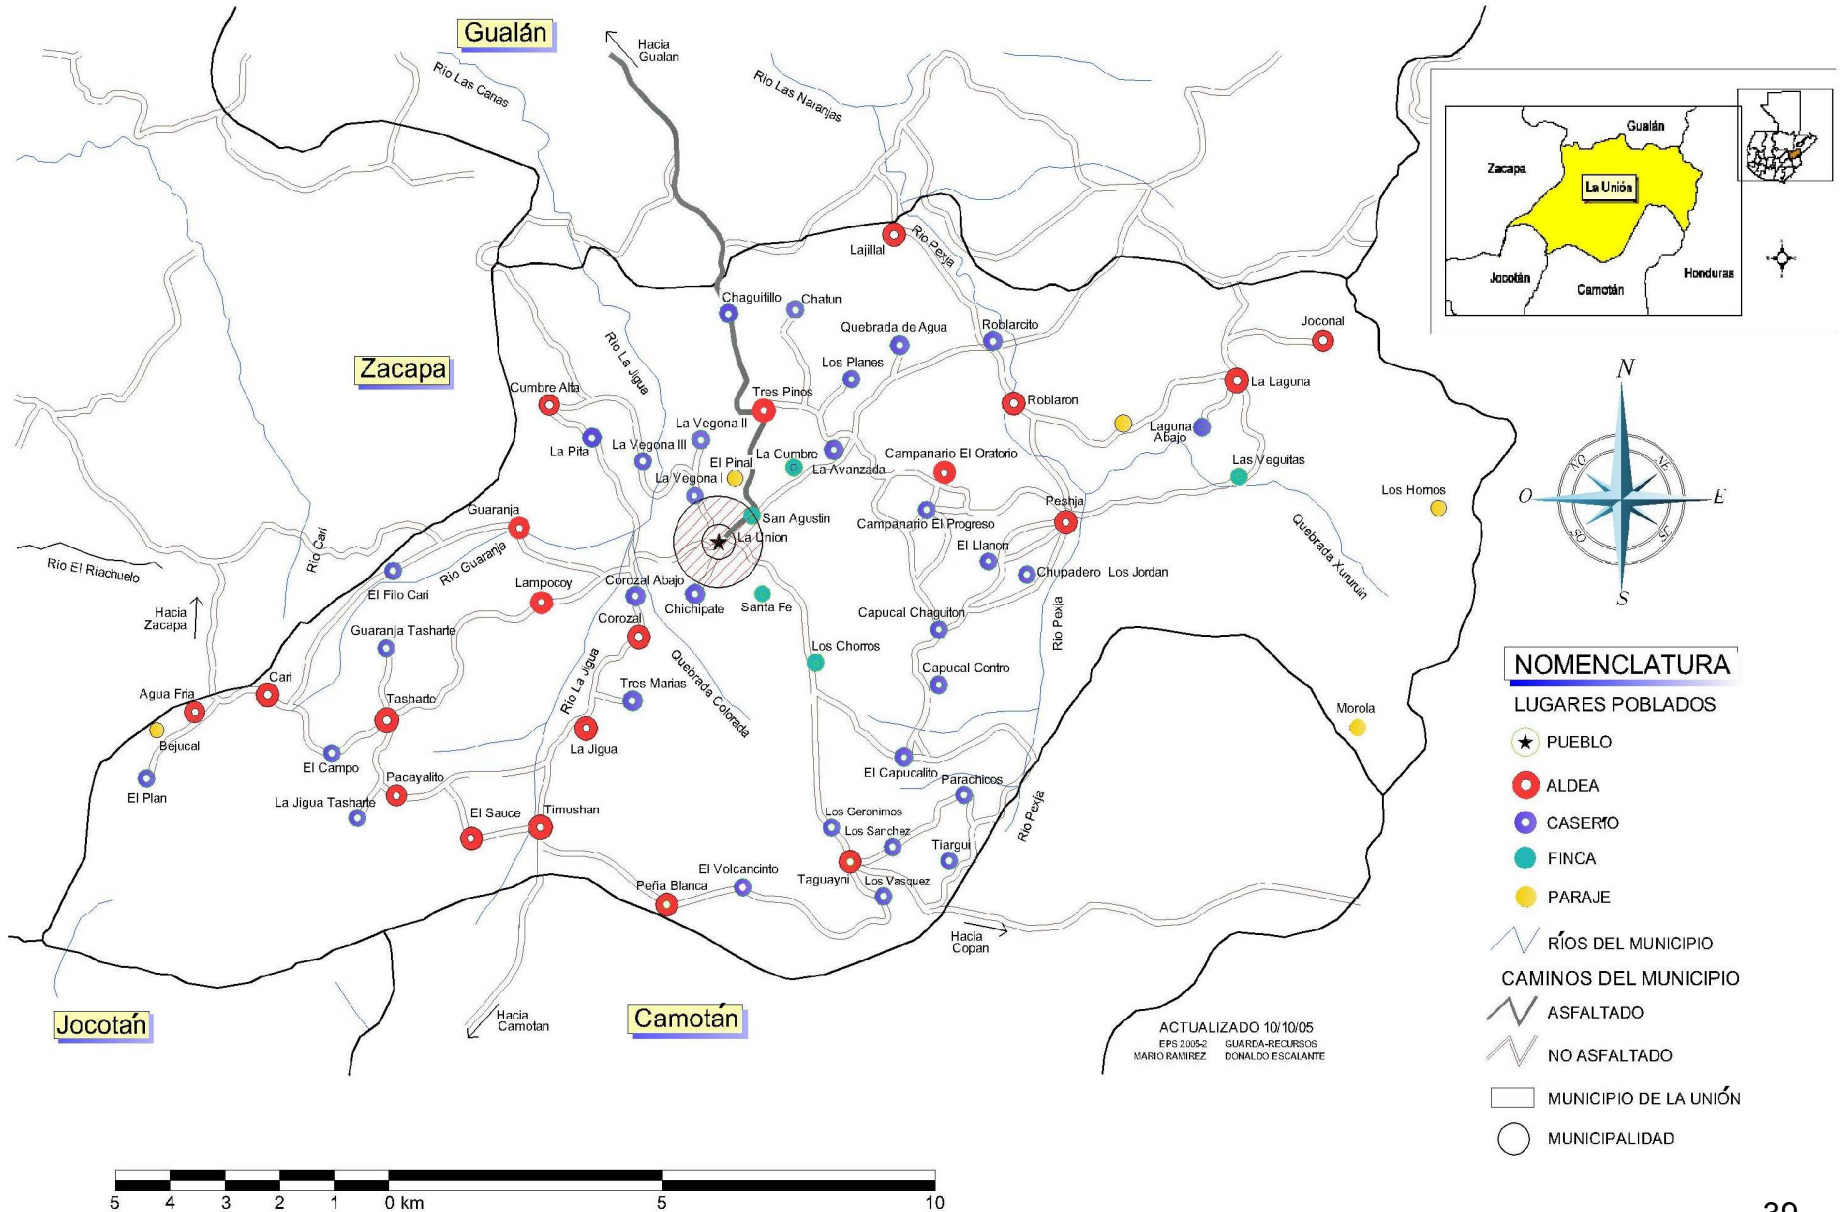 Gualán
Hacia
Gualan
Rio Las Canas
Rio Las Naranjas
Gualán
Zacapa
La Unión
Jocotán
Camotán
Honduras
Lajillal
Rio Pexja
Chaguitillo
Chatun
Quebrada de Agua
Roblarcito
Joconal
Rio La Jigua
Los Planes
Zacapa
Cumbre Alta
Tres Pinos
La Laguna
Roblaron
La Vegona II
Laguna
Abajo
La Pita
La Vegona III
La Cumbre
La Avanzada
Campanario El Oratorio
El Pinal
Las Veguitas
La Vegona I
Los Hornos
N
NO
NE
O
E
SO
SE
S
Guaranja
San Agustin
Campanario El Progreso
Peshja
La Union
El Llanon
Quebrada Xururuin
Rio Cari
Rio El Riachuelo
Rio Guaranja
El Filo Cari
Lampocoy
Corozal Abajo
Chichipate
Santa Fe
Chupadero Los Jordan
Hacia
Zacapa
Corozal
Capucal Chaguiton
Rio Pexja
Guaranja Tasharte
Los Chorros
Quebrada Colorada
Rio La Jigua
Capucal Contro
Cari
Tres Marias
Agua Fria
Tasharto
Bejucal
La Jigua
Morola
El Campo
El Plan
Pacayalito
El Capucalito
Parachicos
La Jigua Tasharte
El Sauce
Timushan
Los Geronimos
Los Sanchez
Tiargui
Rio Pexja
El Volcancinto
Taguayni
Los Vasquez
Peña Blanca
Hacia
Copan
Hacia
Camotan
Jocotań
Camotán
ACTUALIZADO 10/10/05
EPS 2005-2 GUARDA-RECURSOS
MARIO RAMIREZ DONALDO ESCALANTE
NOMENCLATURA
LUGARES POBLADOS
PUEBLO
ALDEA
CASERÍO
FINCA
PARAJE
RÍOS DEL MUNICIPIO
CAMINOS DEL MUNICIPIO
ASFALTADO
NO ASFALTADO
MUNICIPIO DE LA UNIÓN
MUNICIPALIDAD
5 4 3 2 1 0 km 5 10